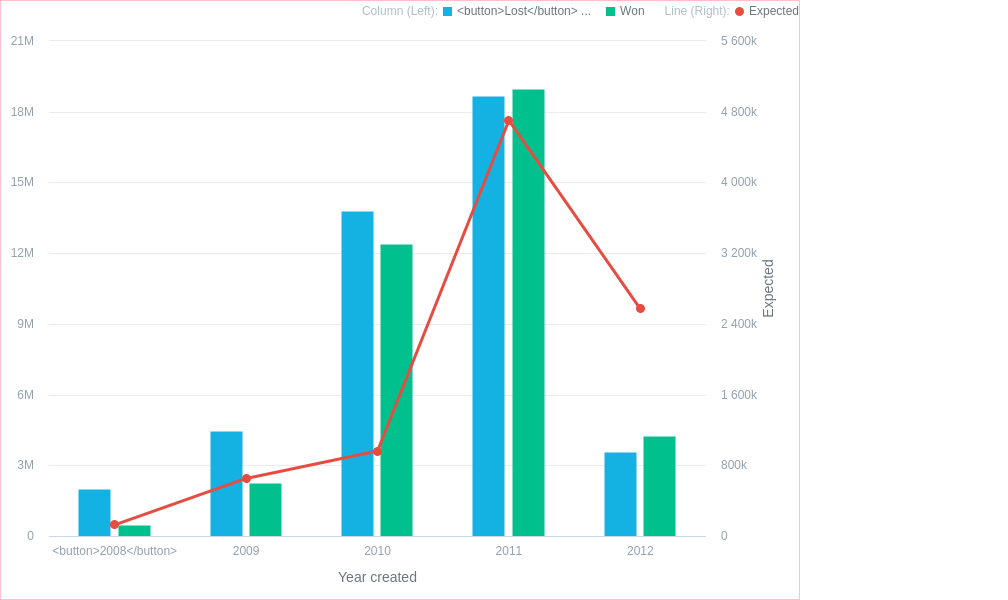 Column (Left): <button>Lost</button> ... Won Line (Right): Expected
21M 5 600k
18M 4 800k
15M 4 000k
12M 3 200k
Expected
9M 2 400k
6M 1 600k
3M 800k
0 0
<button>2008</button> 2009 2010 2011 2012
Year created